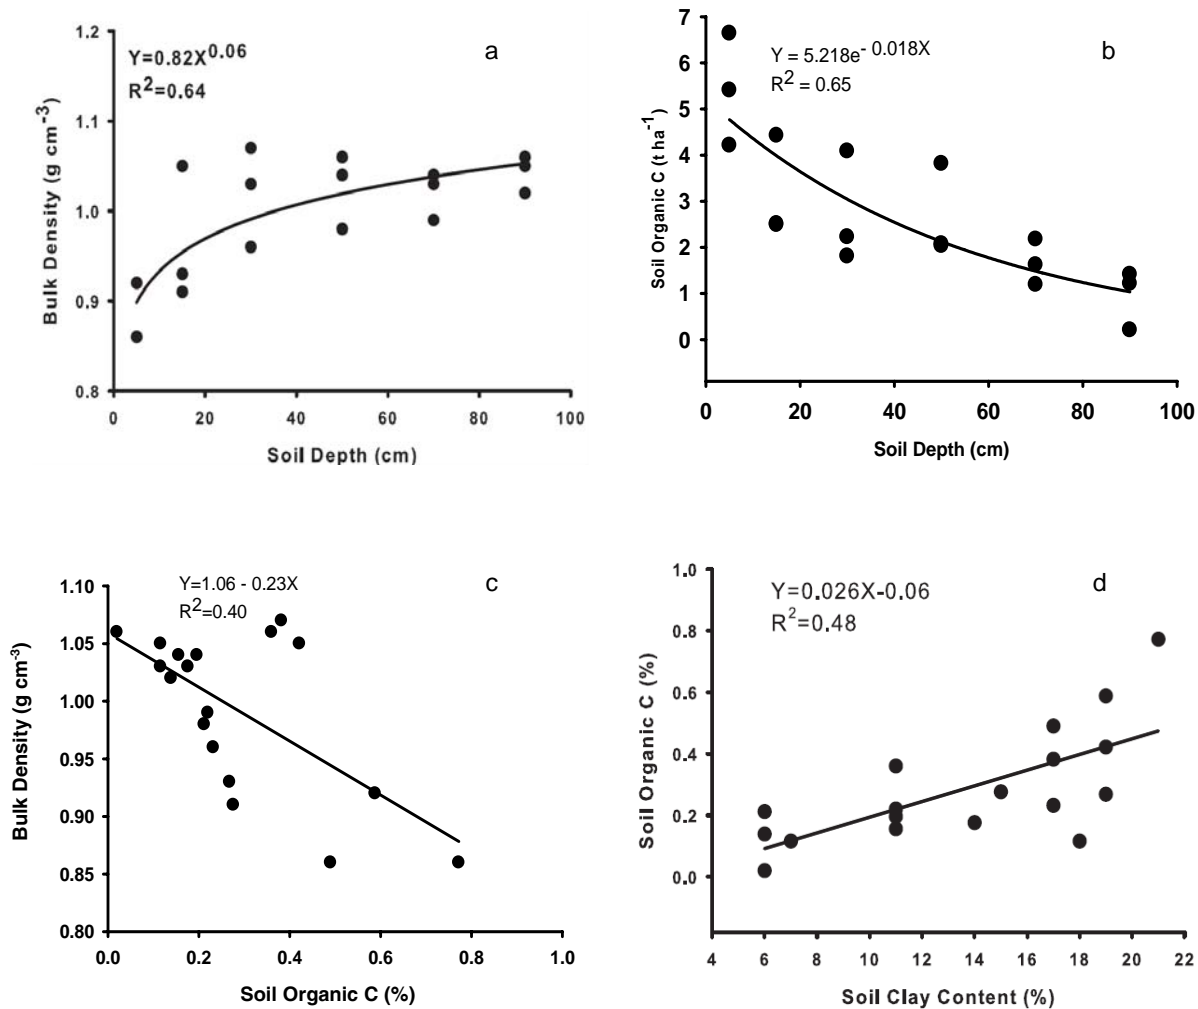 a
Y=0.82X^0.06
R^2=0.64
1.2
1.1
1.0
0.9
0.8
Bulk Density (g cm^-3)
0 20 40 60 80 100
Soil Depth (cm)
b
Y = 5.218e^- 0.018X
R^2 = 0.65
7
6
5
4
3
2
1
0
Soil Organic C (t ha^-1)
0 20 40 60 80 100
Soil Depth (cm)
c
Y=1.06 - 0.23X
R^2=0.40
1.10
1.05
1.00
0.95
0.90
0.85
0.80
Bulk Density (g cm^-3)
0.0 0.2 0.4 0.6 0.8 1.0
Soil Organic C (%)
d
Y=0.026X-0.06
R^2=0.48
1.0
0.8
0.6
0.4
0.2
0.0
Soil Organic C (%)
4 6 8 10 12 14 16 18 20 22
Soil Clay Content (%)